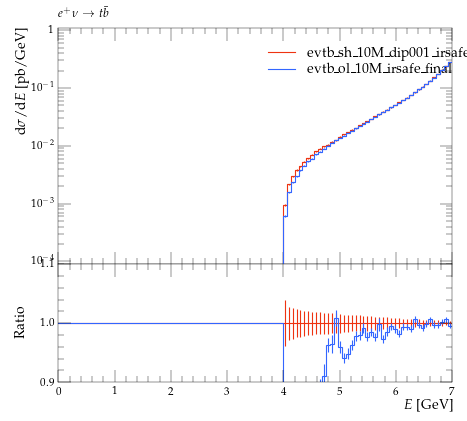 e⁺ν → tb̄
evtb_sh_10M_dip001_irsafe
evtb_ol_10M_irsafe_final
dσ/dE [pb/GeV]
1
10⁻¹
10⁻²
10⁻³
10⁻⁴
1.1
1.0
0.9
Ratio
0 1 2 3 4 5 6 7
E [GeV]